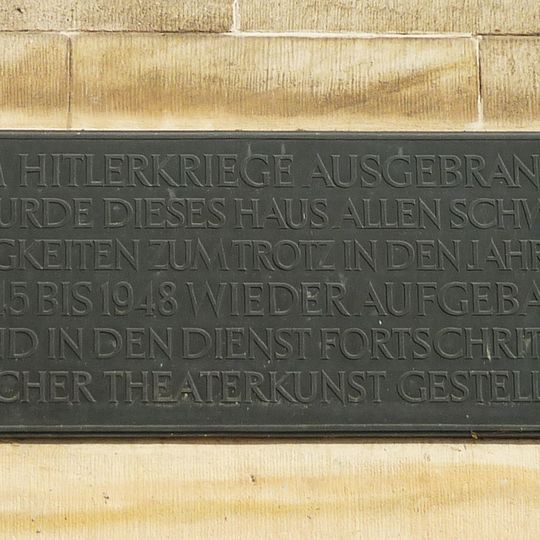 M HITLERKRIEGE AUSGEBRAN
URDE DIESES HAUS ALLEN SCHW
GKEITEN ZUM TROTZ IN DEN JAHR
45 BIS 1948 WIEDER AUFGEBA
ND IN DEN DIENST FORTSCHRIT
CHER THEATERKUNST GESTELL